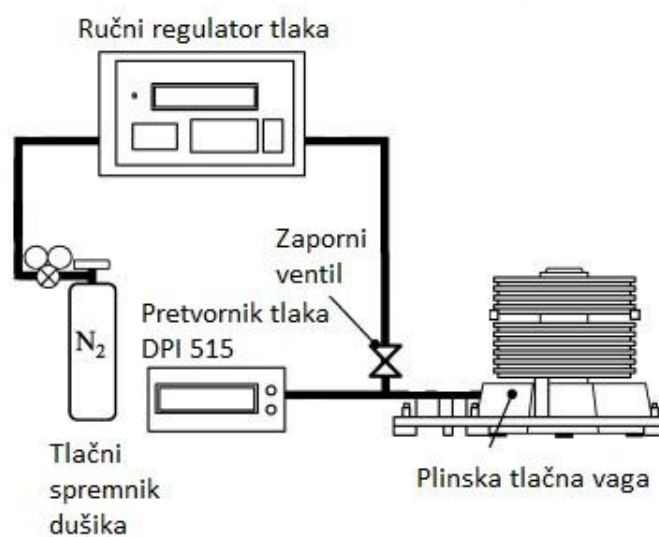 Ručni regulator tlaka
Zaporni
ventil
Pretvornik tlaka
DPI 515
N₂
Tlačni
spremnik
dušika
Plinska tlačna vaga